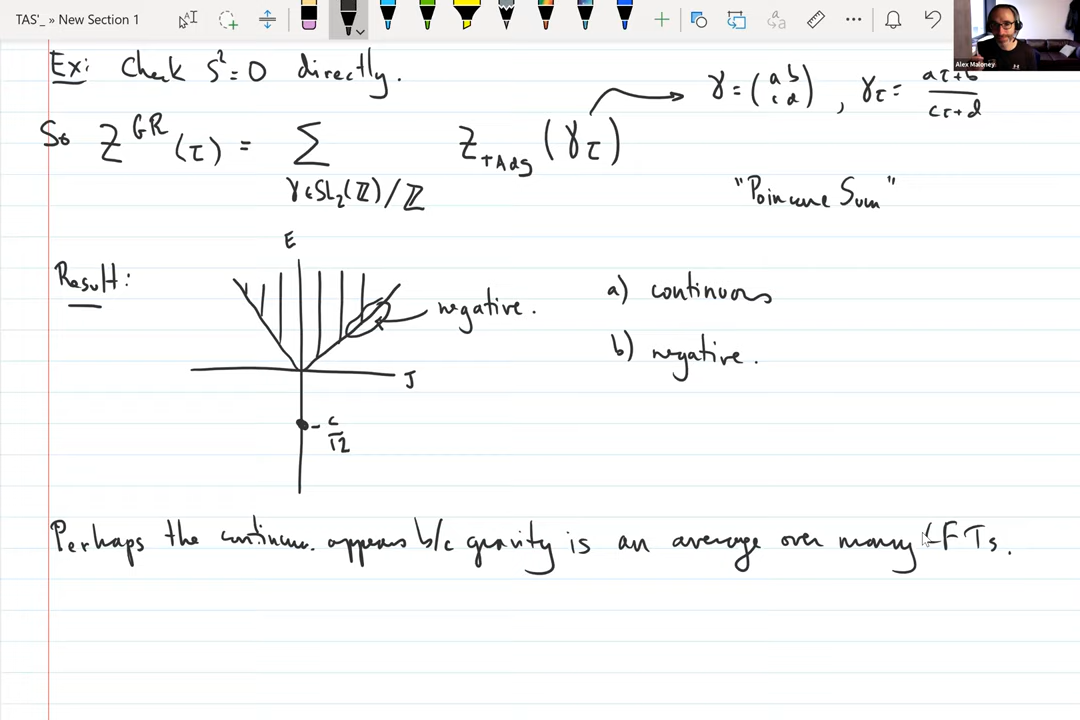 TAS'_ » New Section 1
Alex Maloney
Ex: Check S²=0 directly.
γ = (a b
c d) , γτ = aτ+b
cτ+d
So Z^GR (τ) = Σ Z_TAdS (γτ)
γ∈SL₂(ℤ)/ℤ
"Poincare Sum"
E
Result:
negative.
a) continuous
b) negative.
J
- c
12
Perhaps the continuum. appears b/c gravity is an average over many CFTs.